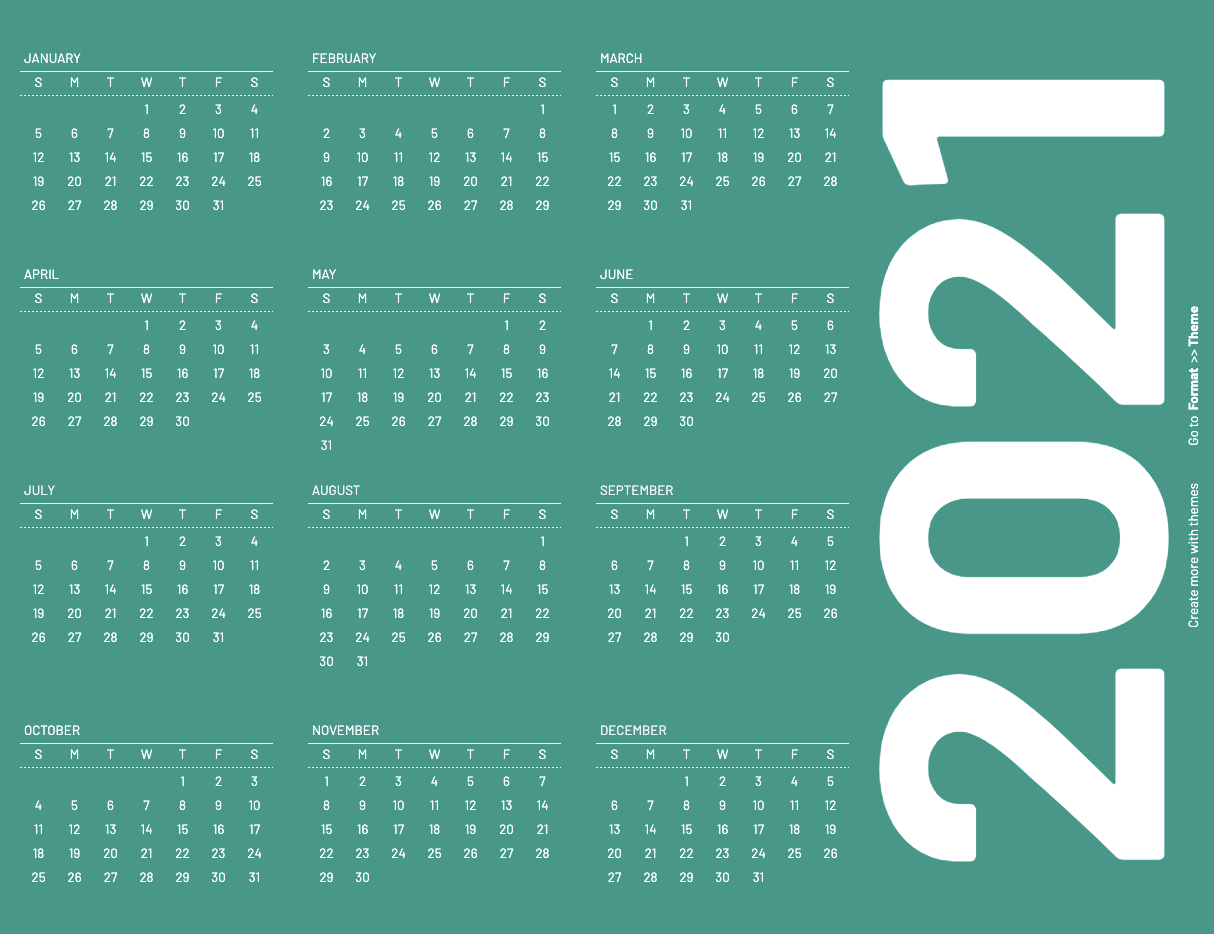 JANUARY
S M T W T F S
1 2 3 4
5 6 7 8 9 10 11
12 13 14 15 16 17 18
19 20 21 22 23 24 25
26 27 28 29 30 31
FEBRUARY
S M T W T F S
1
2 3 4 5 6 7 8
9 10 11 12 13 14 15
16 17 18 19 20 21 22
23 24 25 26 27 28 29
MARCH
S M T W T F S
1 2 3 4 5 6 7
8 9 10 11 12 13 14
15 16 17 18 19 20 21
22 23 24 25 26 27 28
29 30 31
APRIL
S M T W T F S
1 2 3 4
5 6 7 8 9 10 11
12 13 14 15 16 17 18
19 20 21 22 23 24 25
26 27 28 29 30
MAY
S M T W T F S
1 2
3 4 5 6 7 8 9
10 11 12 13 14 15 16
17 18 19 20 21 22 23
24 25 26 27 28 29 30
31
JUNE
S M T W T F S
1 2 3 4 5 6
7 8 9 10 11 12 13
14 15 16 17 18 19 20
21 22 23 24 25 26 27
28 29 30
JULY
S M T W T F S
1 2 3 4
5 6 7 8 9 10 11
12 13 14 15 16 17 18
19 20 21 22 23 24 25
26 27 28 29 30 31
AUGUST
S M T W T F S
1
2 3 4 5 6 7 8
9 10 11 12 13 14 15
16 17 18 19 20 21 22
23 24 25 26 27 28 29
30 31
SEPTEMBER
S M T W T F S
1 2 3 4 5
6 7 8 9 10 11 12
13 14 15 16 17 18 19
20 21 22 23 24 25 26
27 28 29 30
OCTOBER
S M T W T F S
1 2 3
4 5 6 7 8 9 10
11 12 13 14 15 16 17
18 19 20 21 22 23 24
25 26 27 28 29 30 31
NOVEMBER
S M T W T F S
1 2 3 4 5 6 7
8 9 10 11 12 13 14
15 16 17 18 19 20 21
22 23 24 25 26 27 28
29 30
DECEMBER
S M T W T F S
1 2 3 4 5
6 7 8 9 10 11 12
13 14 15 16 17 18 19
20 21 22 23 24 25 26
27 28 29 30 31
2021
Create more with themes Go to Format >> Theme